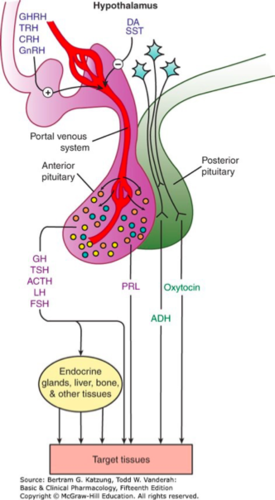 Hypothalamus
GHRH
TRH
CRH
GnRH
DA
SST
+
−
Portal venous
system
Anterior
pituitary
Posterior
pituitary
GH
TSH
ACTH
LH
FSH
PRL
Oxytocin
ADH
Endocrine
glands, liver, bone,
& other tissues
Target tissues
Source: Bertram G. Katzung, Todd W. Vanderah:
Basic & Clinical Pharmacology, Fifteenth Edition
Copyright © McGraw-Hill Education. All rights reserved.